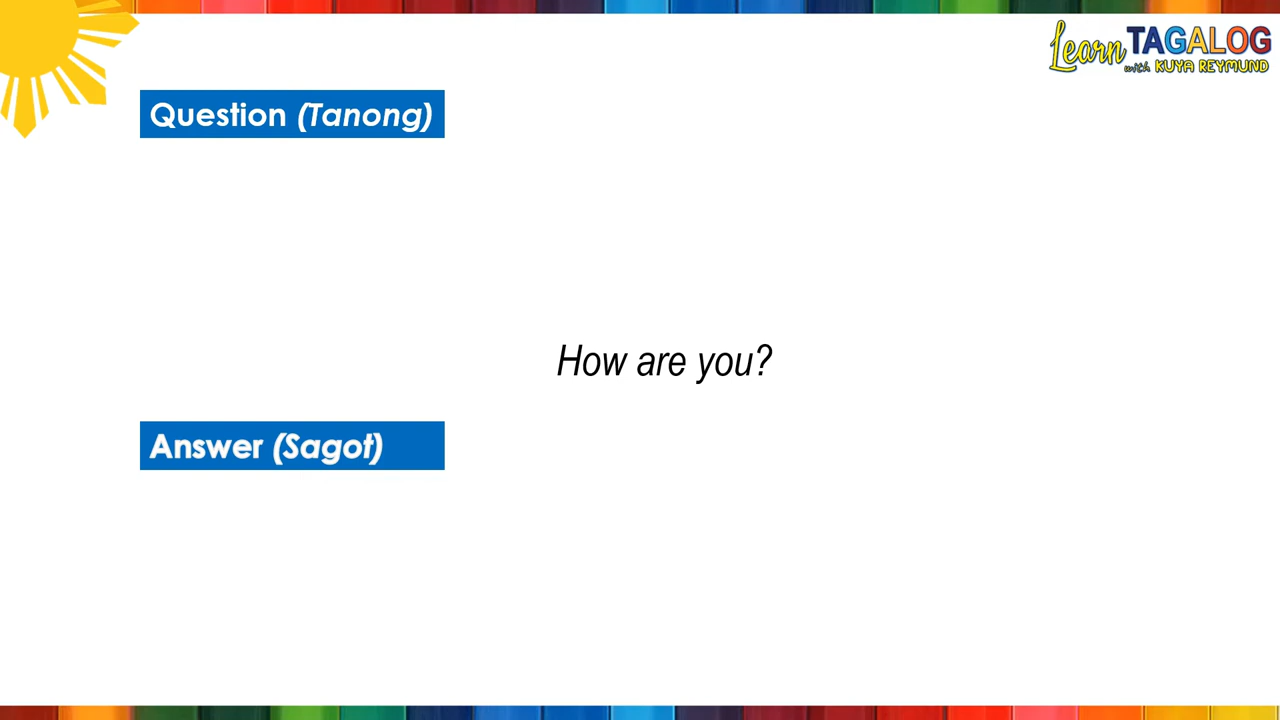 Learn TAGALOG
with KUYA REYMUND
Question (Tanong)
How are you?
Answer (Sagot)